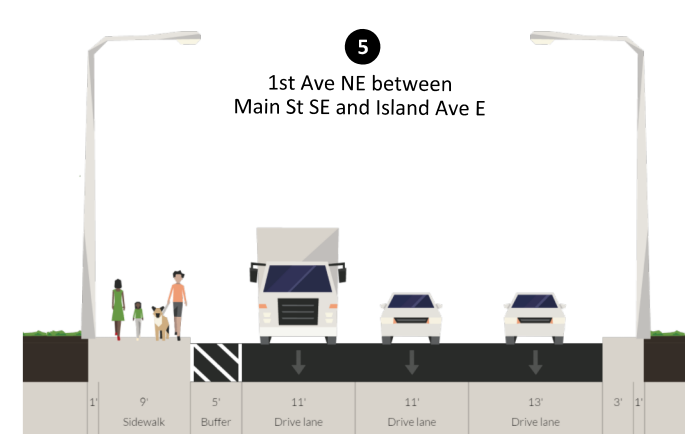 5
1st Ave NE between
Main St SE and Island Ave E
1' 9' 5' 11' 11' 13' 3' 1'
Sidewalk Buffer Drive lane Drive lane Drive lane